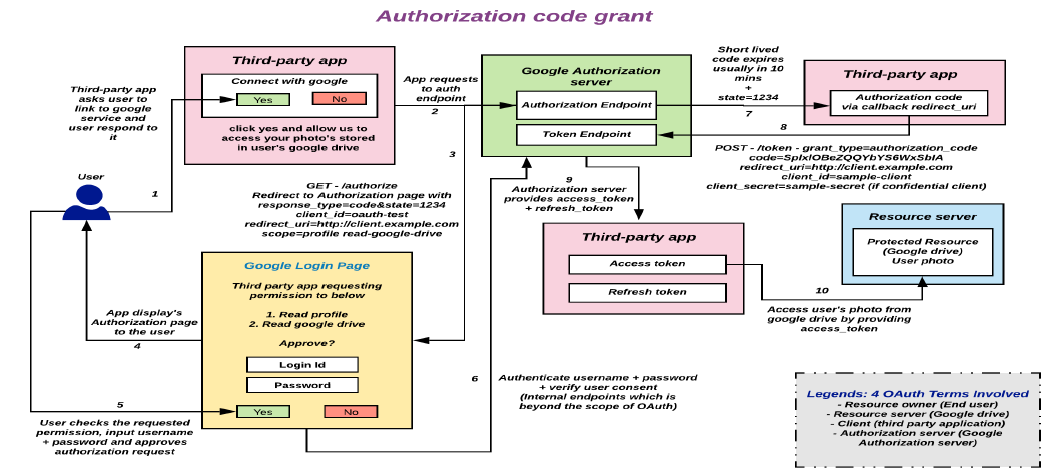 Authorization code grant
Third-party app
asks user to
link to google
service and
user respond to
it
Third-party app
Connect with google
Yes
No
click yes and allow us to
access your photo's stored
in user's google drive
App requests
to auth
endpoint
2
Google Authorization
server
Authorization Endpoint
Token Endpoint
Short lived
code expires
usually in 10
mins
+
state=1234
7
Third-party app
Authorization code
via callback redirect_uri
8
POST - /token - grant_type=authorization_code
code=SplxlOBeZQQYbYS6WxSbIA
redirect_uri=http://client.example.com
client_id=sample-client
client_secret=sample-secret (if confidential client)
User
1
3
GET - /authorize
Redirect to Authorization page with
response_type=code&state=1234
client_id=oauth-test
redirect_uri=http://client.example.com
scope=profile read-google-drive
9
Authorization server
provides access_token
+ refresh_token
Third-party app
Access token
Refresh token
Resource server
Protected Resource
(Google drive)
User photo
10
Access user's photo from
google drive by providing
access_token
Google Login Page
Third party app requesting
permission to below
1. Read profile
2. Read google drive
Approve?
Login Id
Password
Yes
No
App display's
Authorization page
to the user
4
5
User checks the requested
permission, input username
+ password and approves
authorization request
6
Authenticate username + password
+ verify user consent
(Internal endpoints which is
beyond the scope of OAuth)
Legends: 4 OAuth Terms Involved
- Resource owner (End user)
- Resource server (Google drive)
- Client (third party application)
- Authorization server (Google
Authorization server)